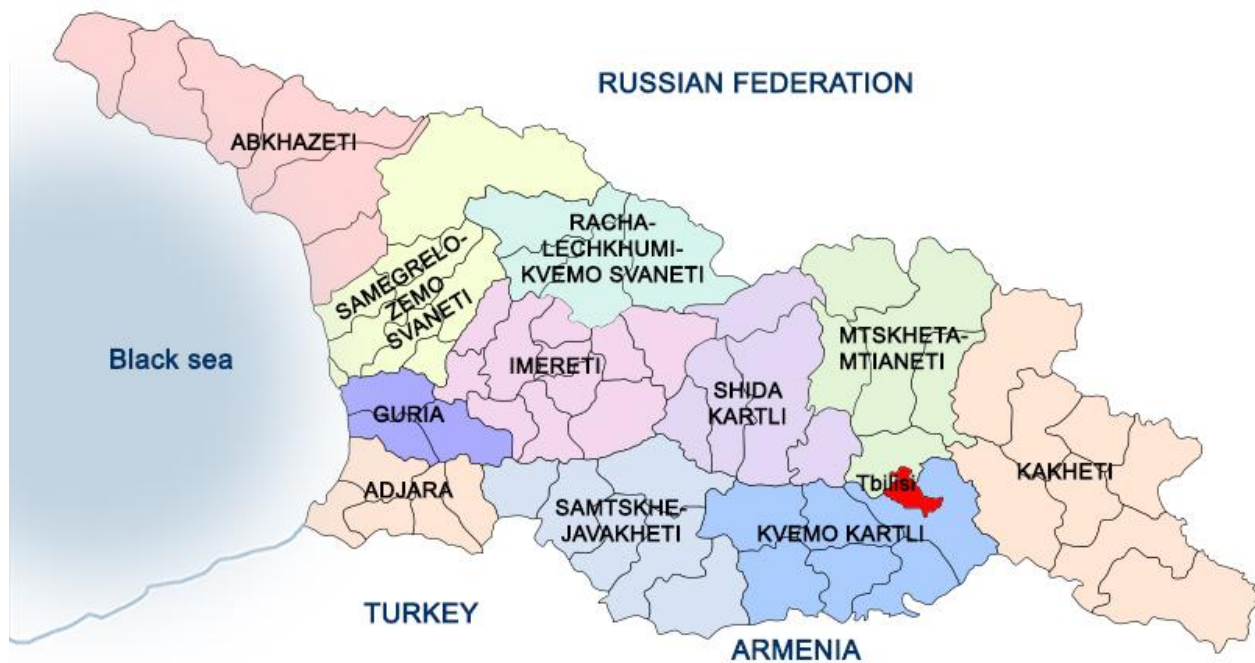 RUSSIAN FEDERATION
ABKHAZETI
RACHA-
LECHKHUMI-
KVEMO SVANETI
SAMEGRELO-
ZEMO
SVANETI
MTSKHETA-
MTIANETI
Black sea
IMERETI
SHIDA
KARTLI
GURIA
KAKHETI
Tbilisi
ADJARA
SAMTSKHE-
JAVAKHETI
KVEMO KARTLI
TURKEY
ARMENIA